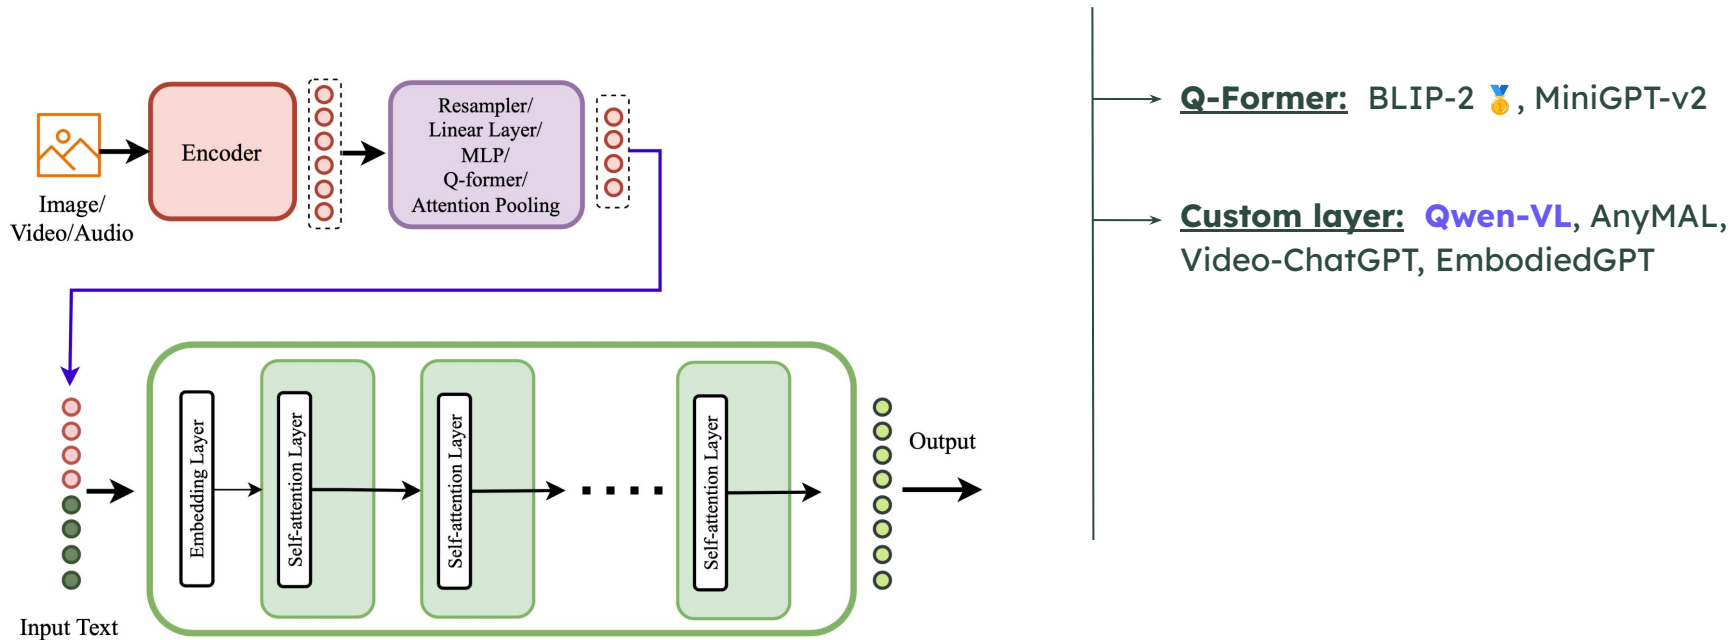 Image/
Video/Audio
Encoder
Resampler/
Linear Layer/
MLP/
Q-former/
Attention Pooling
Input Text
Embedding Layer
Self-attention Layer
Self-attention Layer
Self-attention Layer
Output
Q-Former: BLIP-2 🥇, MiniGPT-v2
Custom layer: Qwen-VL, AnyMAL,
Video-ChatGPT, EmbodiedGPT